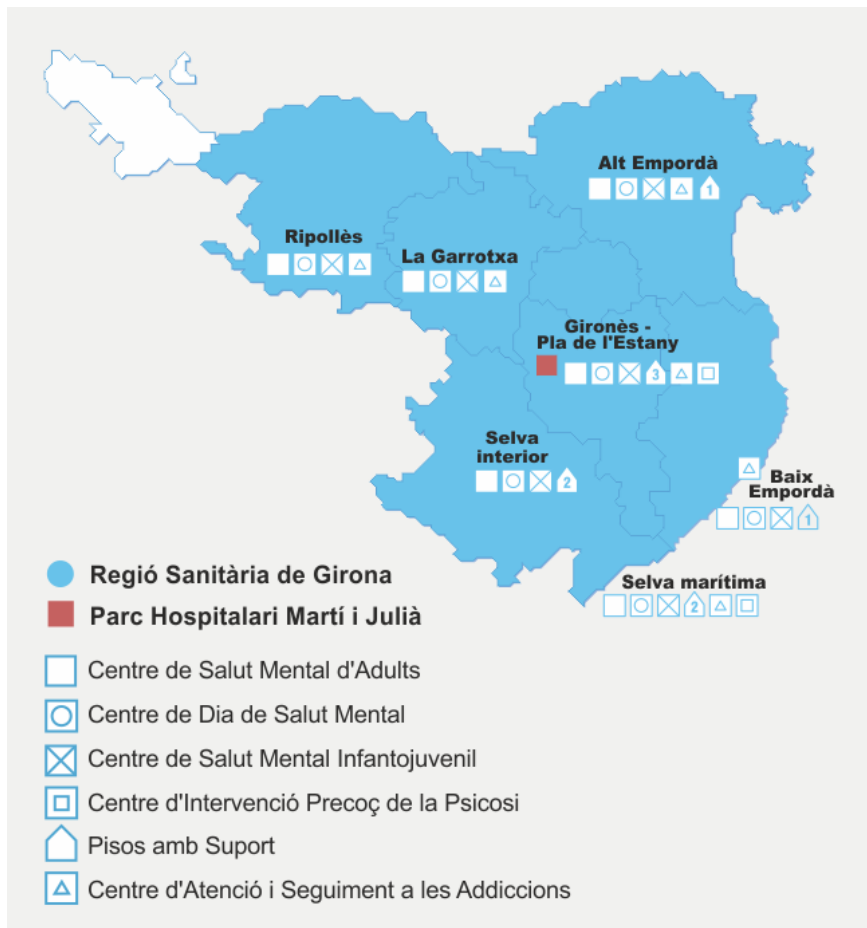 Alt Empordà
1
Ripollès
La Garrotxa
Gironès -
Pla de l'Estany
3
Selva
interior
2
Baix
Empordà
1
Selva marítima
2
Regió Sanitària de Girona
Parc Hospitalari Martí i Julià
Centre de Salut Mental d'Adults
Centre de Dia de Salut Mental
Centre de Salut Mental Infantojuvenil
Centre d'Intervenció Precoç de la Psicosi
Pisos amb Suport
Centre d'Atenció i Seguiment a les Addiccions